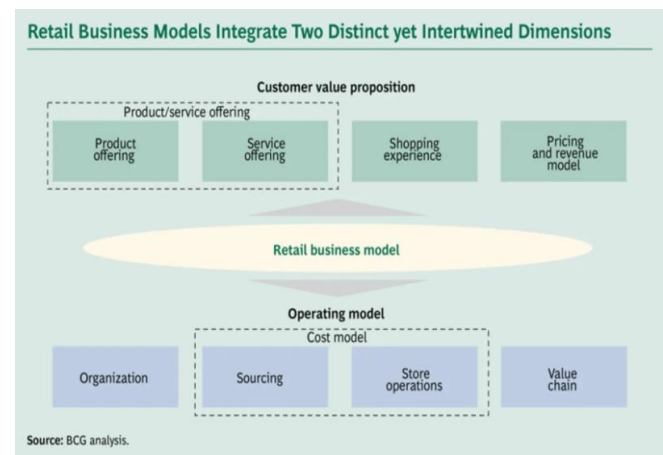 Retail Business Models Integrate Two Distinct yet Intertwined Dimensions
Customer value proposition
Product/service offering
Product
offering
Service
offering
Shopping
experience
Pricing
and revenue
model
Retail business model
Operating model
Cost model
Organization
Sourcing
Store
operations
Value
chain
Source: BCG analysis.